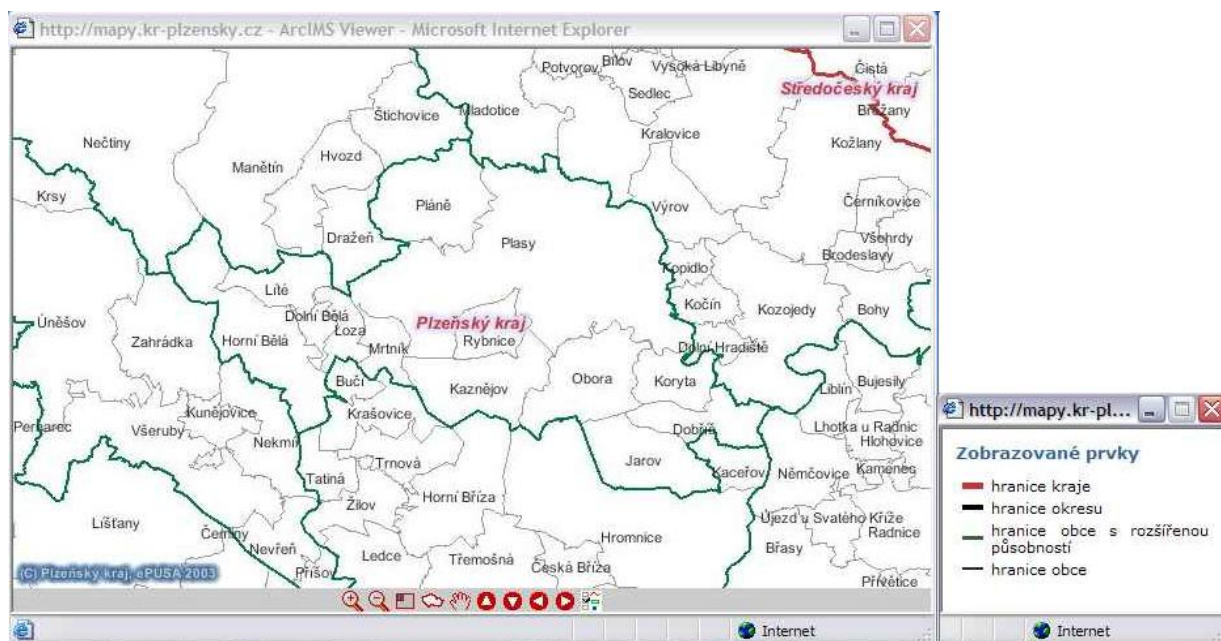 http://mapy.kr-plzensky.cz - ArcIMS Viewer - Microsoft Internet Explorer
Potvorov
Bílov
Vysoká Libyně
Čistá
Sedlec
Středočeský kraj
Štichovice
Mladotice
Břežany
Nečtiny
Kralovice
Kožlany
Manětín
Hvozd
Krsy
Pláně
Výrov
Černíkovice
Dražeň
Plasy
Všehrdy
Brodeslavy
Kopidlo
Líté
Kočín
Kozojedy
Bohy
Úněšov
Dolní Bělá
Plzeňský kraj
Zahrádka
Horní Bělá
Loza
Mrtník
Rybnice
Dolní Hradiště
Bučí
Kaznějov
Obora
Koryta
Liblín
Bujesily
Kunějovice
Krašovice
Pernarec
Všeruby
Nekmíř
Dobříč
Lhotka u Radnic
Hlohovice
Trnová
Jarov
Tatiná
Kaceřov
Němčovice
Kamenec
Žilov
Horní Bříza
Líšťany
Čeminy
Újezd u Svatého Kříže
Nevřeň
Hromnice
Radnice
Ledce
Třemošná
Břasy
Příšov
Česká Bříza
Přívětice
(C) Plzeňský kraj, ePUSA 2003
Internet
http://mapy.kr-pl...
Zobrazované prvky
hranice kraje
hranice okresu
hranice obce s rozšířenou
působností
hranice obce
Internet